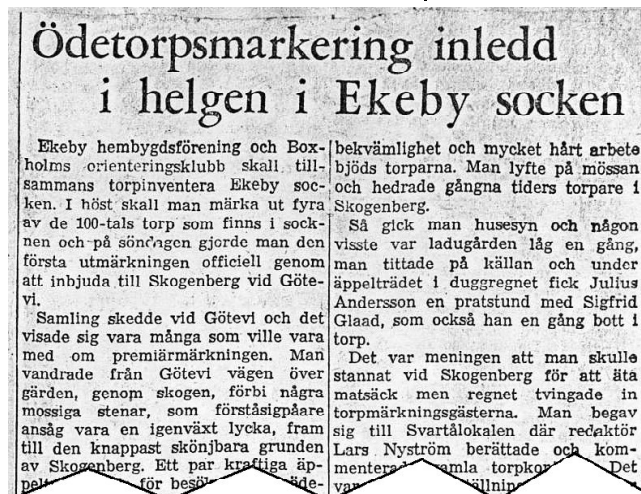 Ödetorpsmarkering inledd
i helgen i Ekeby socken
Ekeby hembygdsförening och Box-
holms orienteringsklubb skall till-
sammans torpinventera Ekeby soc-
ken. I höst skall man märka ut fyra
av de 100-tals torp som finns i sock-
nen och på söndagen gjorde man den
första utmärkningen officiell genom
att inbjuda till Skogenberg vid Göte-
vi.
Samling skedde vid Götevi och det
visade sig vara många som ville vara
med om premiärmärkningen. Man
vandrade från Götevi vägen över
gärden, genom skogen, förbi några
mossiga stenar, som förståsigpåare
ansåg vara en igenväxt lycka, fram
till den knappast skönjbara grunden
av Skogenberg. Ett par kraftiga äp-
för
bekvämlighet och mycket hårt arbete
bjöds torparna. Man lyfte på mössan
och hedrade gångna tiders torpare i
Skogenberg.
Så gick man husesyn och någon
visste var ladugården låg en gång,
man tittade på källan och under
äppelträdet i duggregnet fick Julius
Andersson en pratstund med Sigfrid
Glaad, som också han en gång bott i
torp.
Det var meningen att man skulle
stannat vid Skogenberg för att äta
matsäck men regnet tvingade in
torpmärkningsgästerna. Man begav
sig till Svartålokalen där redaktör
Lars Nyström berättade och kom-
Det